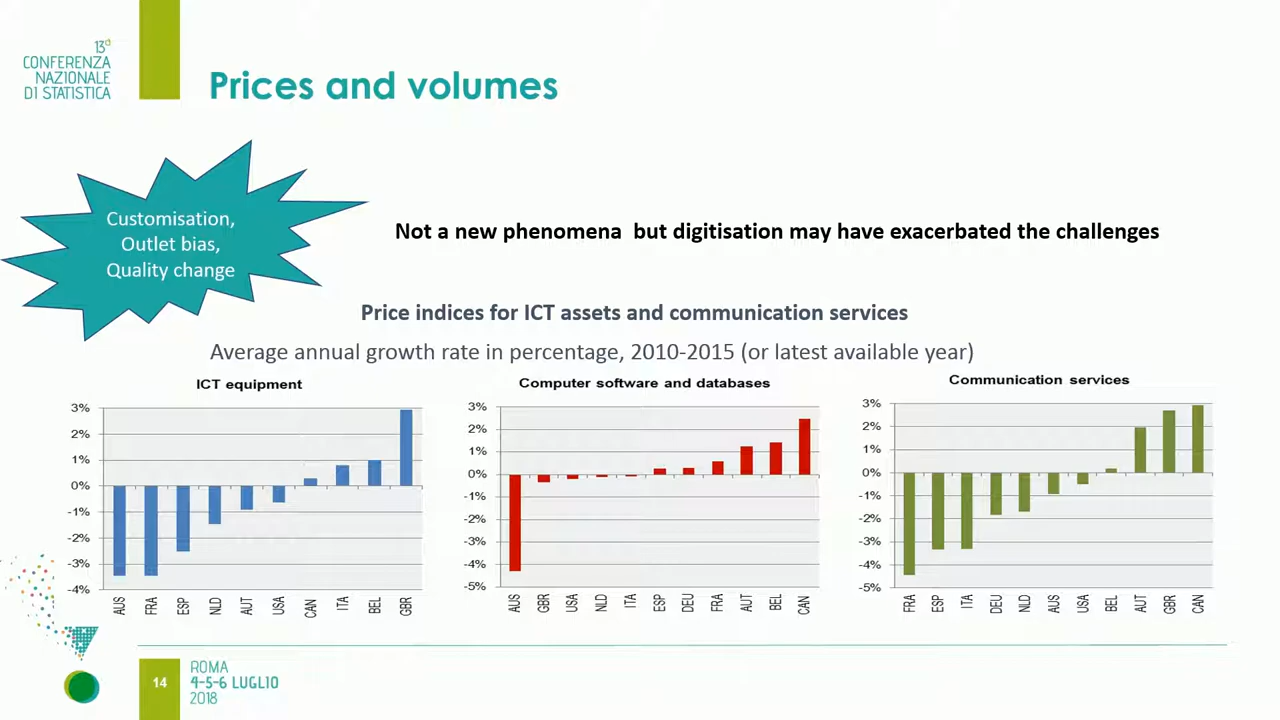 13ª
CONFERENZA
NAZIONALE
DI STATISTICA
Prices and volumes
Customisation,
Outlet bias,
Quality change
Not a new phenomena but digitisation may have exacerbated the challenges
Price indices for ICT assets and communication services
Average annual growth rate in percentage, 2010-2015 (or latest available year)
ICT equipment
3%
2%
1%
0%
-1%
-2%
-3%
-4%
AUS FRA ESP NLD AUT USA CAN ITA BEL GBR
Computer software and databases
3%
2%
1%
0%
-1%
-2%
-3%
-4%
-5%
AUS GBR USA NLD ITA ESP DEU FRA AUT BEL CAN
Communication services
3%
2%
1%
0%
-1%
-2%
-3%
-4%
-5%
FRA ESP ITA DEU NLD AUS USA BEL AUT GBR CAN
14
ROMA
4-5-6 LUGLIO
2018